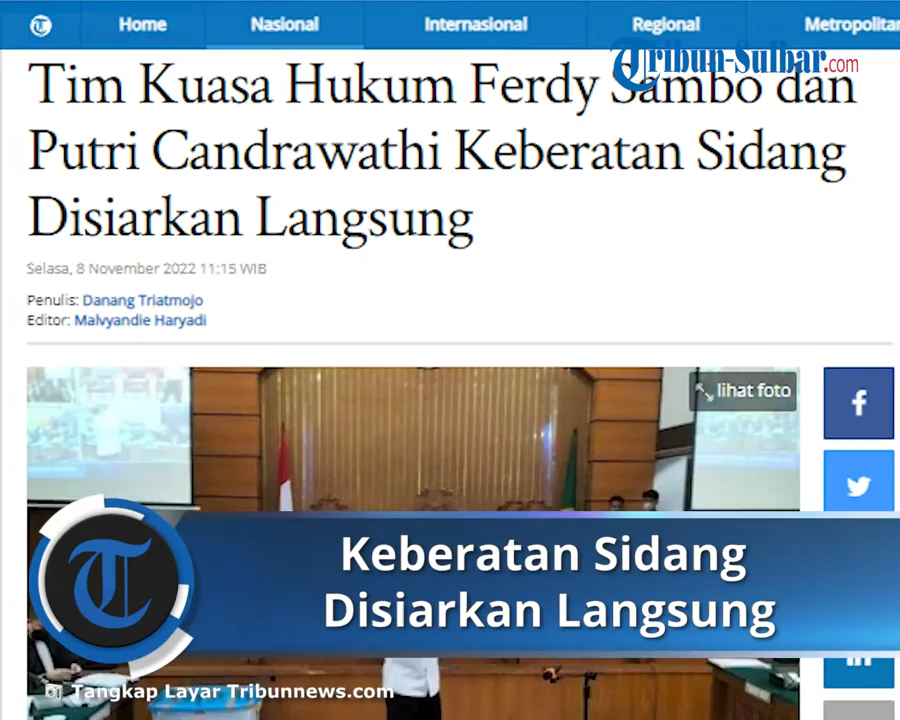 Home Nasional Internasional Regional Metropolitan
Tribun-Sulbar.com
Tim Kuasa Hukum Ferdy Sambo dan
Putri Candrawathi Keberatan Sidang
Disiarkan Langsung
Selasa, 8 November 2022 11:15 WIB
Penulis: Danang Triatmojo
Editor: Malvyandie Haryadi
lihat foto
Keberatan Sidang
Disiarkan Langsung
Tangkap Layar Tribunnews.com